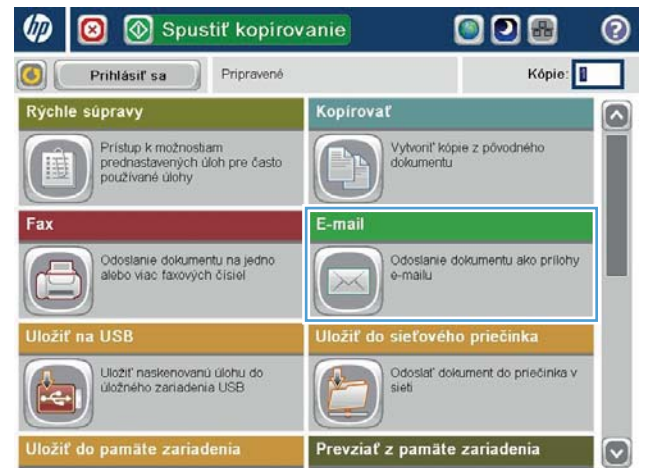 hp
Spustiť kopírovanie
?
Prihlásiť sa
Pripravené
Kópie: 1
Rýchle súpravy
Prístup k možnostiam
prednastavených úloh pre často
používané úlohy
Kopírovať
Vytvoriť kópie z pôvodného
dokumentu
Fax
Odoslanie dokumentu na jedno
alebo viac faxových čísiel
E-mail
Odoslanie dokumentu ako prílohy
e-mailu
Uložiť na USB
Uložiť naskenovanú úlohu do
úložného zariadenia USB
Uložiť do sieťového priečinka
Odoslať dokument do priečinka v
sieti
Uložiť do pamäte zariadenia
Prevziať z pamäte zariadenia